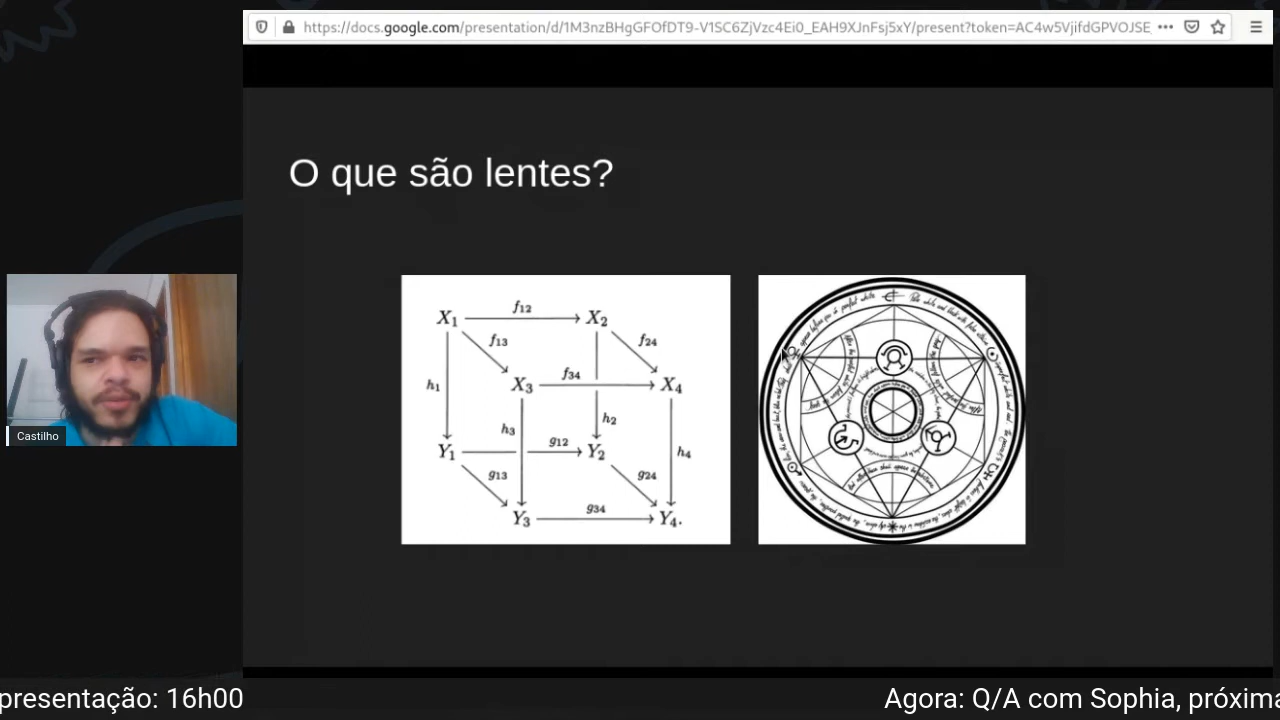 https://docs.google.com/presentation/d/1M3nzBHgGFOfDT9-V1SC6ZjVzc4Ei0_EAH9XJnFsj5xY/present?token=AC4w5VjifdGPVOJSE
O que são lentes?
X₁ f₁₂ X₂
f₁₃ f₂₄
h₁ X₃ f₃₄ X₄
h₃ h₂
Y₁ g₁₂ Y₂ h₄
g₁₃ g₂₄
Y₃ g₃₄ Y₄.
Castilho
presentação: 16h00 Agora: Q/A com Sophia, próxima